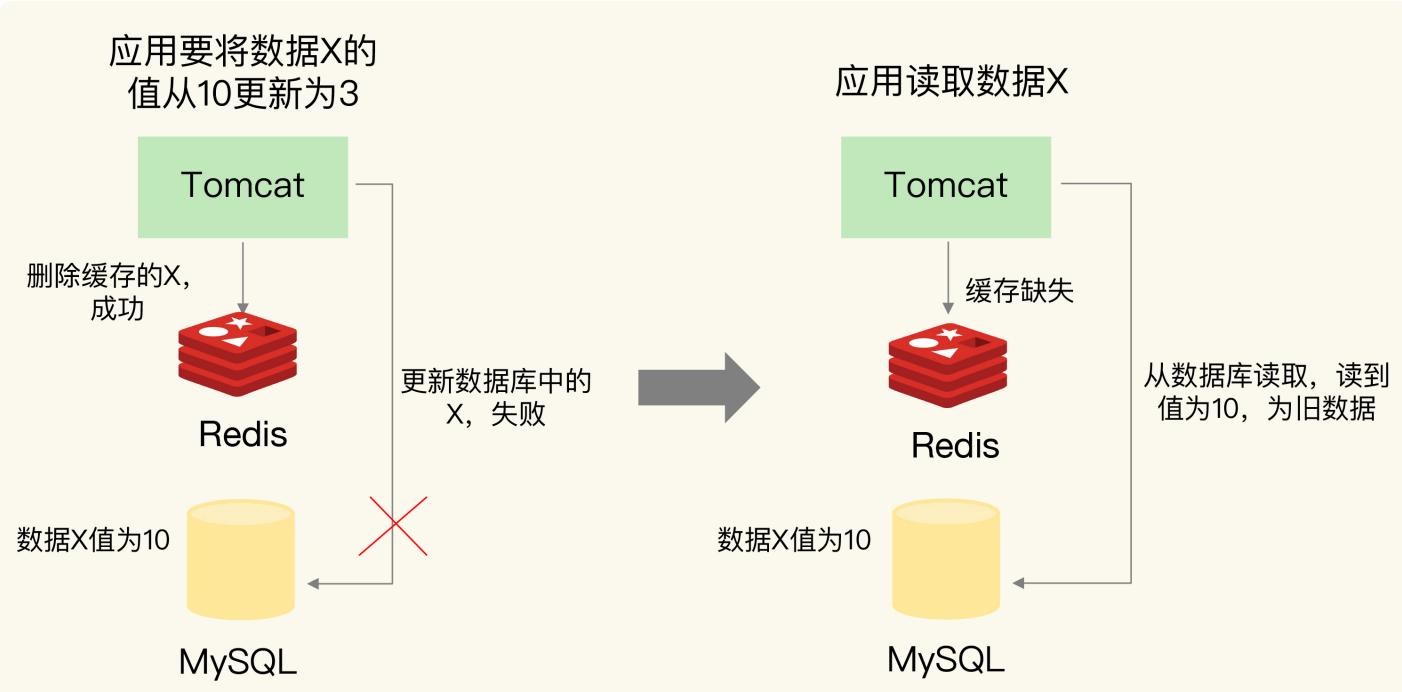 应用要将数据X的
值从10更新为3
Tomcat
删除缓存的X，
成功
Redis
更新数据库中的
X，失败
数据X值为10
MySQL
应用读取数据X
Tomcat
缓存缺失
Redis
从数据库读取，读到
值为10，为旧数据
数据X值为10
MySQL